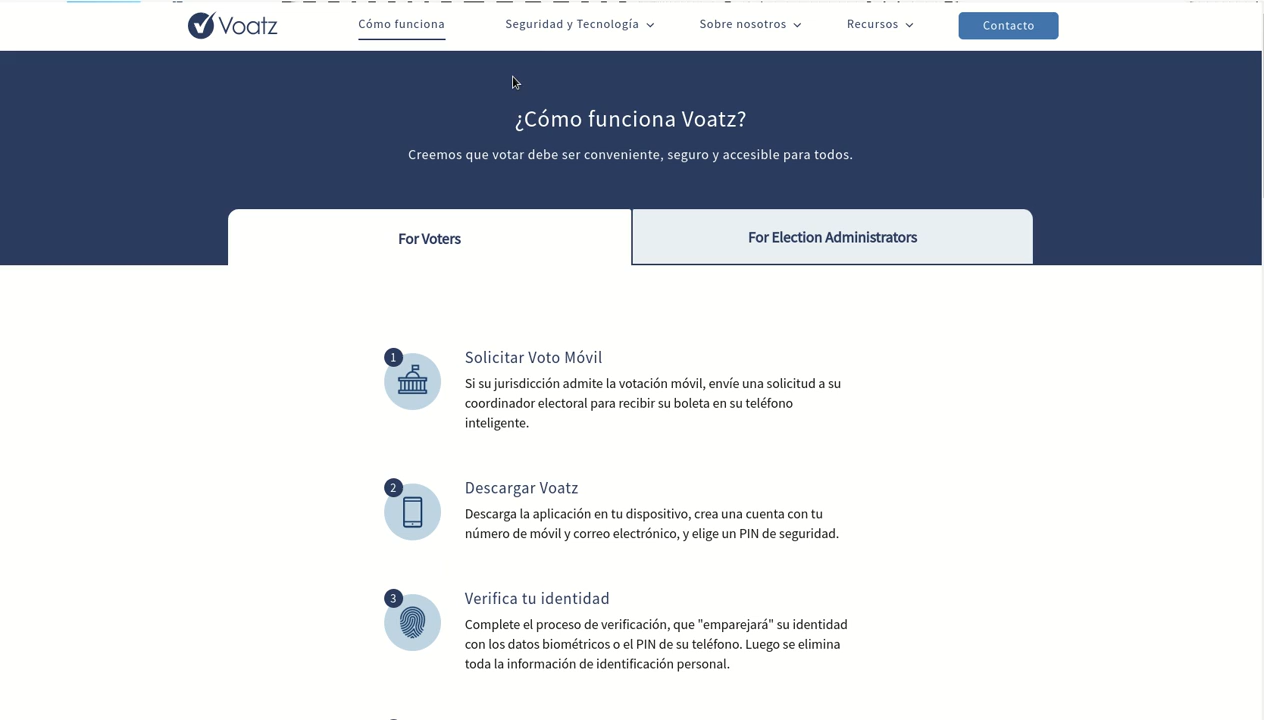 Voatz
Cómo funciona
Seguridad y Tecnología
Sobre nosotros
Recursos
Contacto
¿Cómo funciona Voatz?
Creemos que votar debe ser conveniente, seguro y accesible para todos.
For Voters
For Election Administrators
1
Solicitar Voto Móvil
Si su jurisdicción admite la votación móvil, envíe una solicitud a su
coordinador electoral para recibir su boleta en su teléfono
inteligente.
2
Descargar Voatz
Descarga la aplicación en tu dispositivo, crea una cuenta con tu
número de móvil y correo electrónico, y elige un PIN de seguridad.
3
Verifica tu identidad
Complete el proceso de verificación, que "emparejará" su identidad
con los datos biométricos o el PIN de su teléfono. Luego se elimina
toda la información de identificación personal.